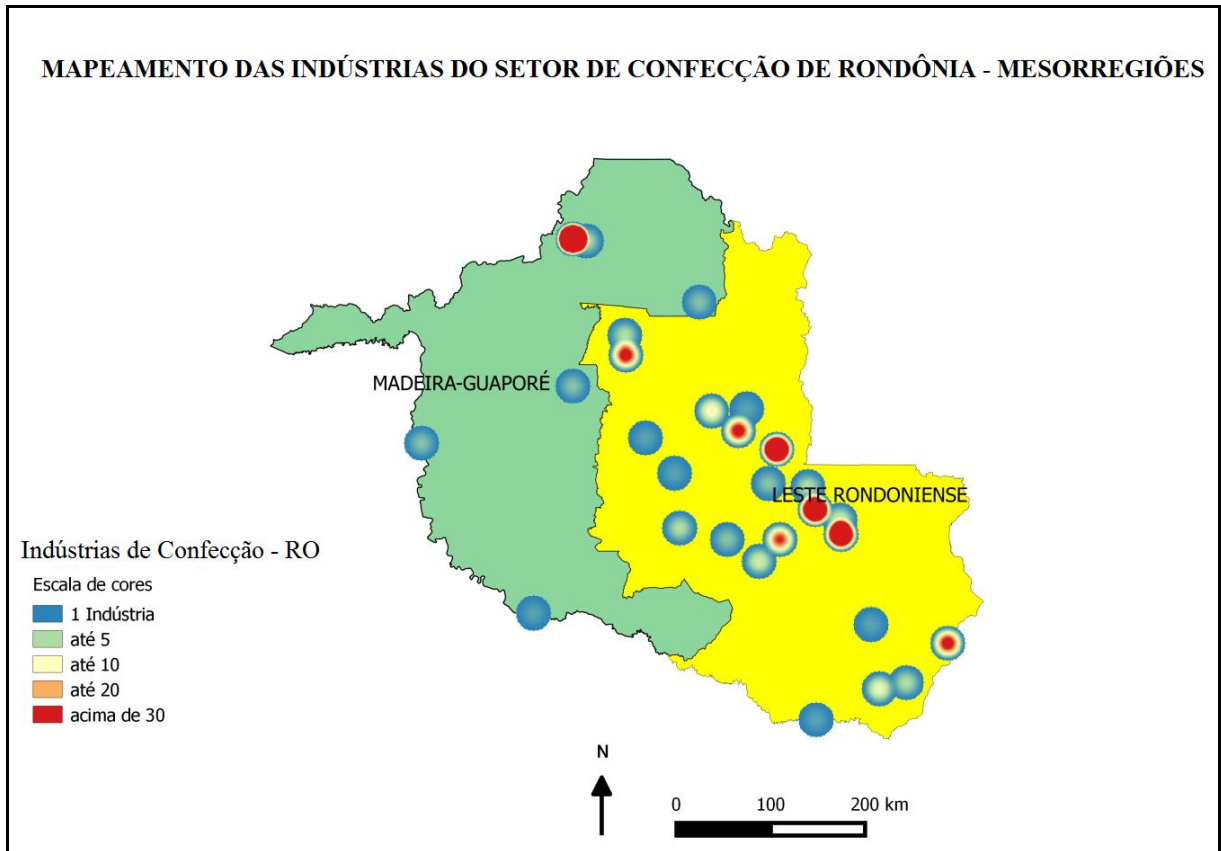 MAPEAMENTO DAS INDÚSTRIAS DO SETOR DE CONFECÇÃO DE RONDÔNIA - MESORREGIÕES
MADEIRA-GUAPORÉ
LESTE RONDONIENSE
Indústrias de Confecção - RO
Escala de cores
1 Indústria
até 5
até 10
até 20
acima de 30
N
0 100 200 km